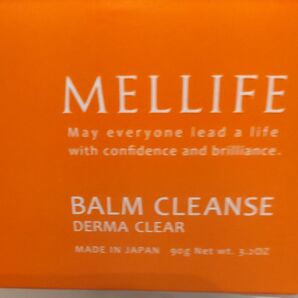 MELLIFE
May everyone lead a life
with confidence and brilliance.
BALM CLEANSE
DERMA CLEAR
MADE IN JAPAN 90g Net wt. 3.2OZ